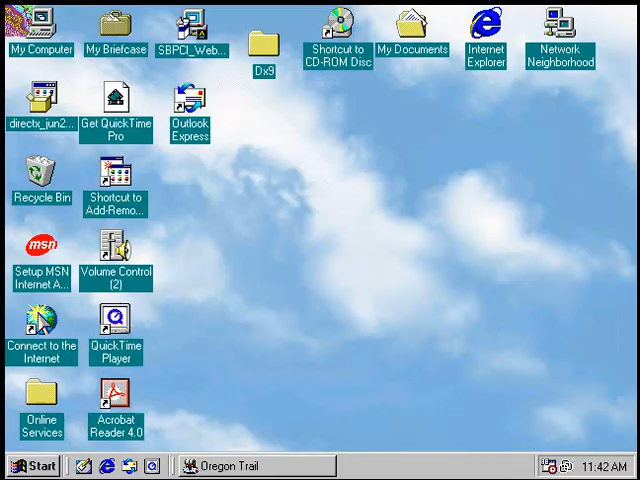 My Computer
My Briefcase
SBPCI_Web...
Dx9
Shortcut to
CD-ROM Disc
My Documents
Internet
Explorer
Network
Neighborhood
directx_jun2...
Get QuickTime
Pro
Outlook
Express
Recycle Bin
Shortcut to
Add-Remo...
msn
Setup MSN
Internet A...
Volume Control
(2)
Connect to the
Internet
QuickTime
Player
Online
Services
Acrobat
Reader 4.0
Start
Oregon Trail
11:42 AM